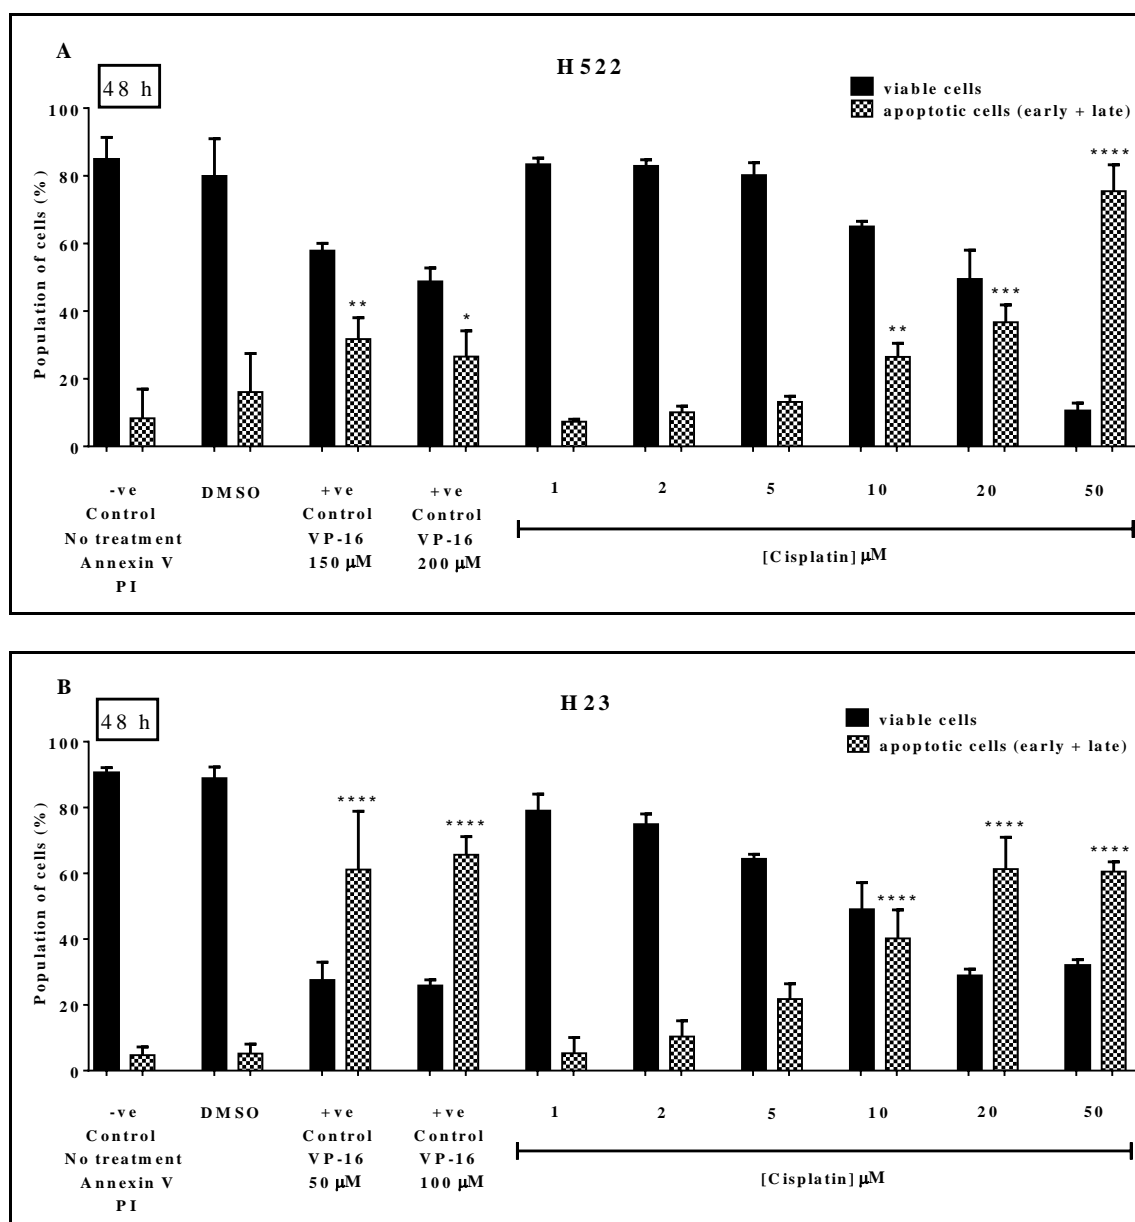 A
H522
48 h
viable cells
apoptotic cells (early + late)
Population of cells (%)
100
80
60
40
20
0
**
*
**
***
****
-ve
Control
No treatment
Annexin V
PI
DMSO
+ve
Control
VP-16
150 μM
+ve
Control
VP-16
200 μM
1
2
5
10
20
50
[Cisplatin] μM
B
H23
48 h
viable cells
apoptotic cells (early + late)
Population of cells (%)
100
80
60
40
20
0
****
****
****
****
****
-ve
Control
No treatment
Annexin V
PI
DMSO
+ve
Control
VP-16
50 μM
+ve
Control
VP-16
100 μM
1
2
5
10
20
50
[Cisplatin] μM